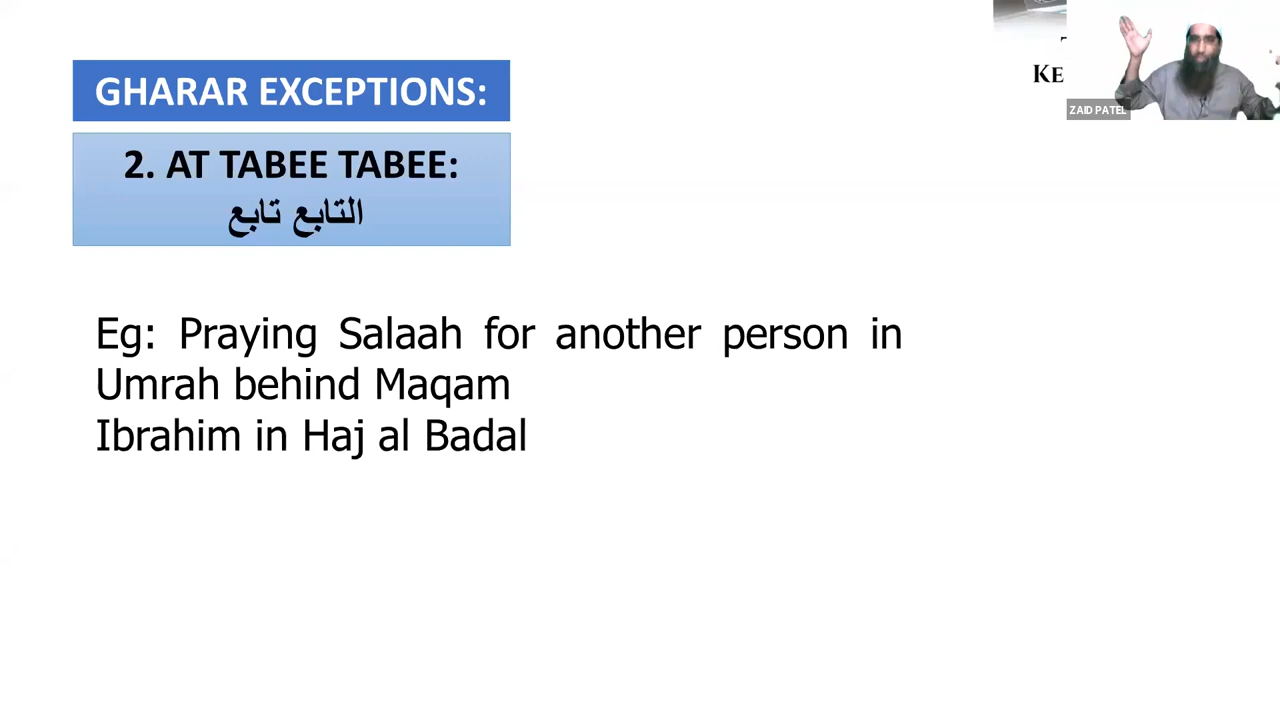 GHARAR EXCEPTIONS:
2. AT TABEE TABEE:
التابع تابع
Eg: Praying Salaah for another person in
Umrah behind Maqam
Ibrahim in Haj al Badal
KE
ZAID PATEL